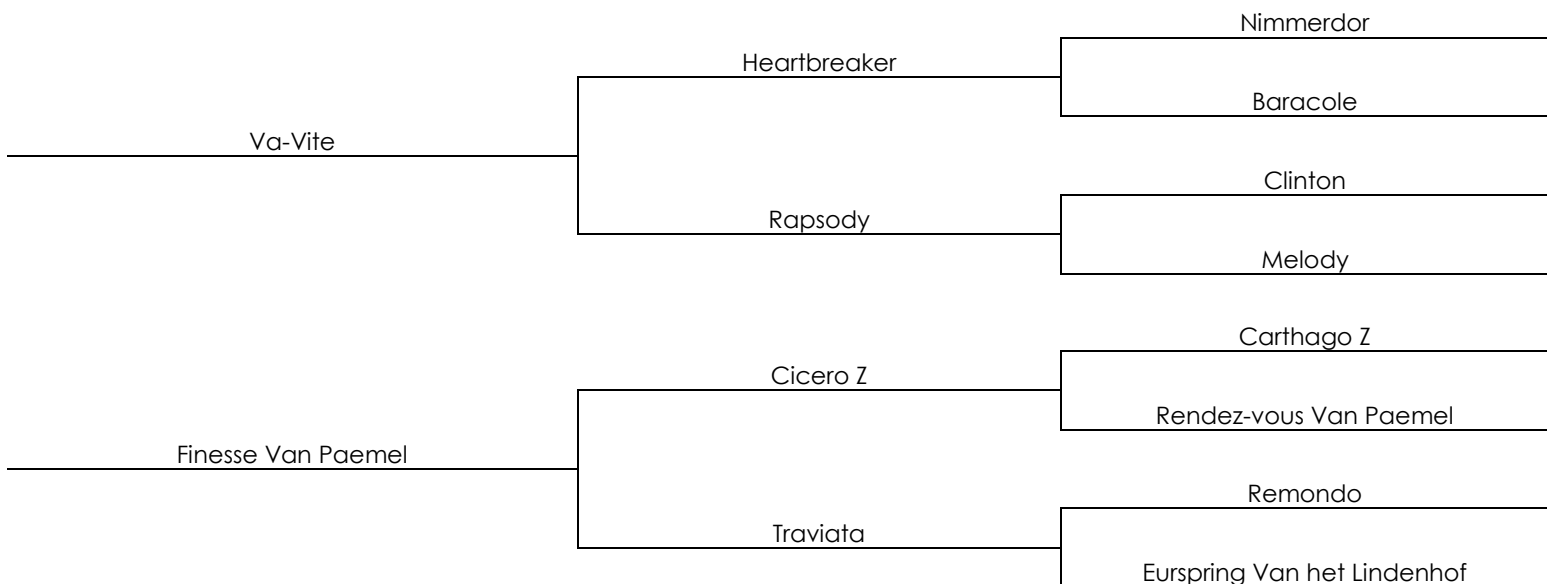 Nimmerdor
Heartbreaker
Baracole
Va-Vite
Clinton
Rapsody
Melody
Carthago Z
Cicero Z
Rendez-vous Van Paemel
Finesse Van Paemel
Remondo
Traviata
Eurspring Van het Lindenhof